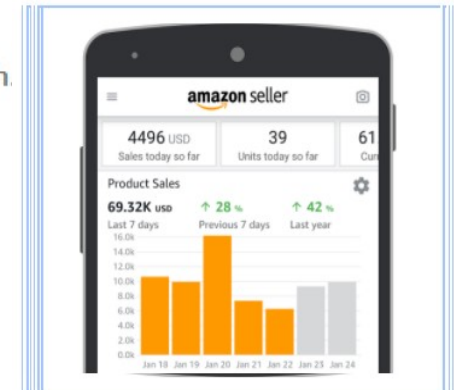 n.
amazon seller
4496 USD 39 61
Sales today so far Units today so far Curr
Product Sales
69.32K USD ↑ 28 % ↑ 42 %
Last 7 days Previous 7 days Last year
16.0k
14.0k
12.0k
10.0k
8.0k
6.0k
4.0k
2.0k
0.0k
Jan 18 Jan 19 Jan 20 Jan 21 Jan 22 Jan 23 Jan 24